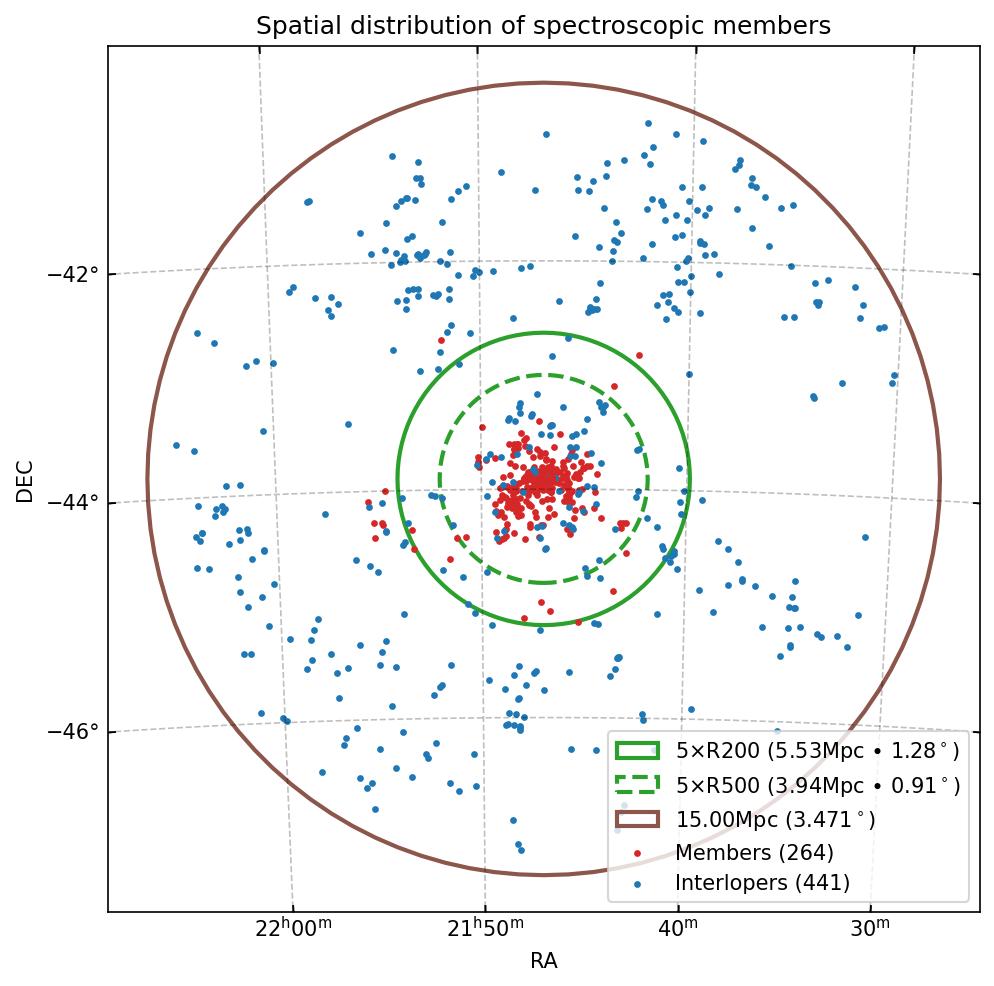 Spatial distribution of spectroscopic members
DEC
−42°
−44°
−46°
5×R200 (5.53Mpc • 1.28°)
5×R500 (3.94Mpc • 0.91°)
15.00Mpc (3.471°)
Members (264)
Interlopers (441)
22ʰ00ᵐ 21ʰ50ᵐ 40ᵐ 30ᵐ
RA